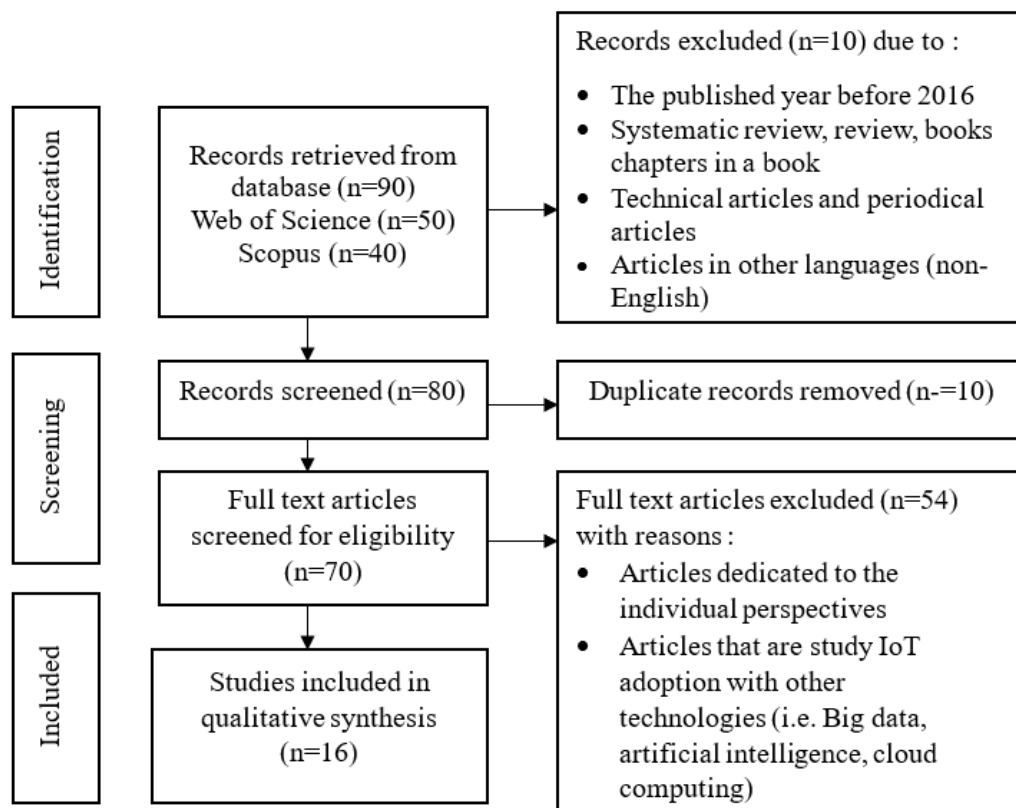 Identification
Records retrieved from
database (n=90)
Web of Science (n=50)
Scopus (n=40)
Records excluded (n=10) due to :
• The published year before 2016
• Systematic review, review, books
chapters in a book
• Technical articles and periodical
articles
• Articles in other languages (non-
English)
Screening
Records screened (n=80)
Duplicate records removed (n-=10)
Full text articles
screened for eligibility
(n=70)
Full text articles excluded (n=54)
with reasons :
• Articles dedicated to the
individual perspectives
• Articles that are study IoT
adoption with other
technologies (i.e. Big data,
artificial intelligence, cloud
computing)
Included
Studies included in
qualitative synthesis
(n=16)